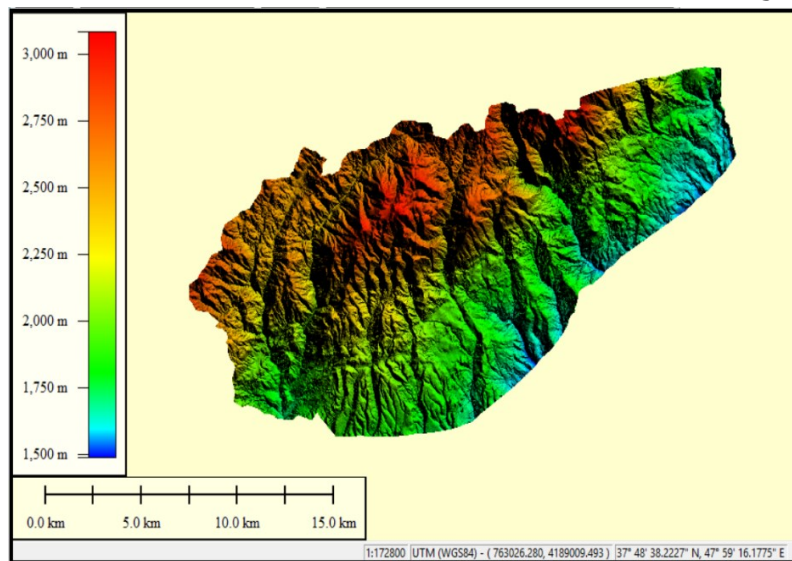 3,000 m
2,750 m
2,500 m
2,250 m
2,000 m
1,750 m
1,500 m
0.0 km 5.0 km 10.0 km 15.0 km
1:172800 UTM (WGS84) - ( 763026.280, 4189009.493 ) 37° 48' 38.2227" N, 47° 59' 16.1775" E